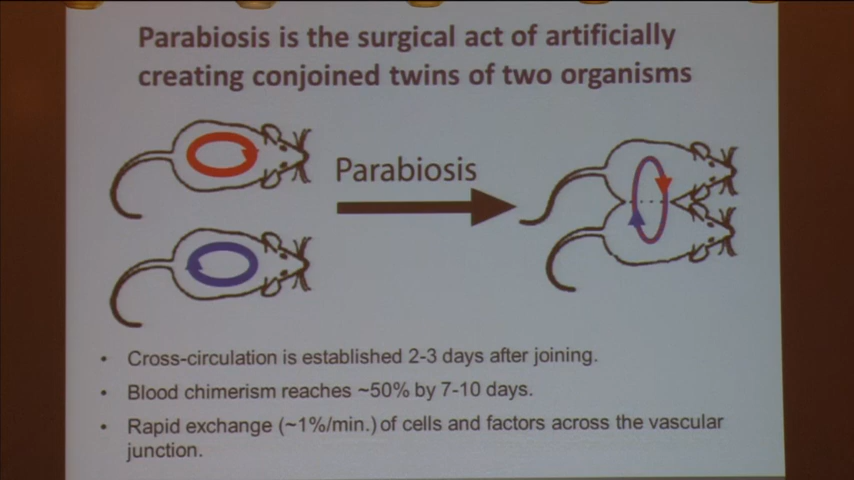 Parabiosis is the surgical act of artificially
creating conjoined twins of two organisms
Parabiosis
• Cross-circulation is established 2-3 days after joining.
• Blood chimerism reaches ~50% by 7-10 days.
• Rapid exchange (~1%/min.) of cells and factors across the vascular
junction.